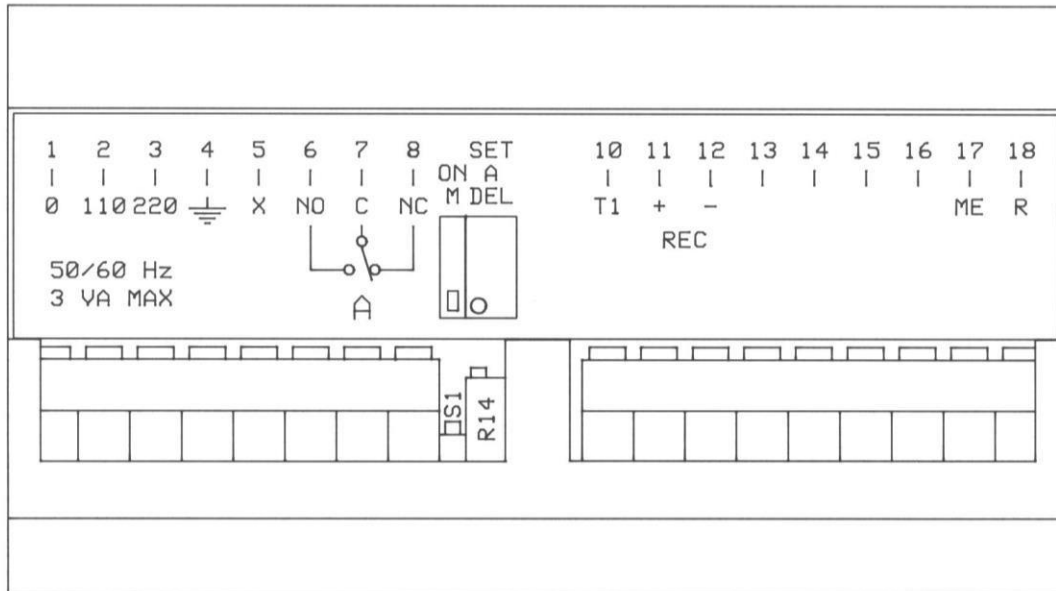 1 2 3 4 5 6 7 8 SET 10 11 12 13 14 15 16 17 18
ON A
0 110 220 X NO C NC M DEL T1 + − ME R
REC
50/60 Hz
3 VA MAX
A
S1
R14